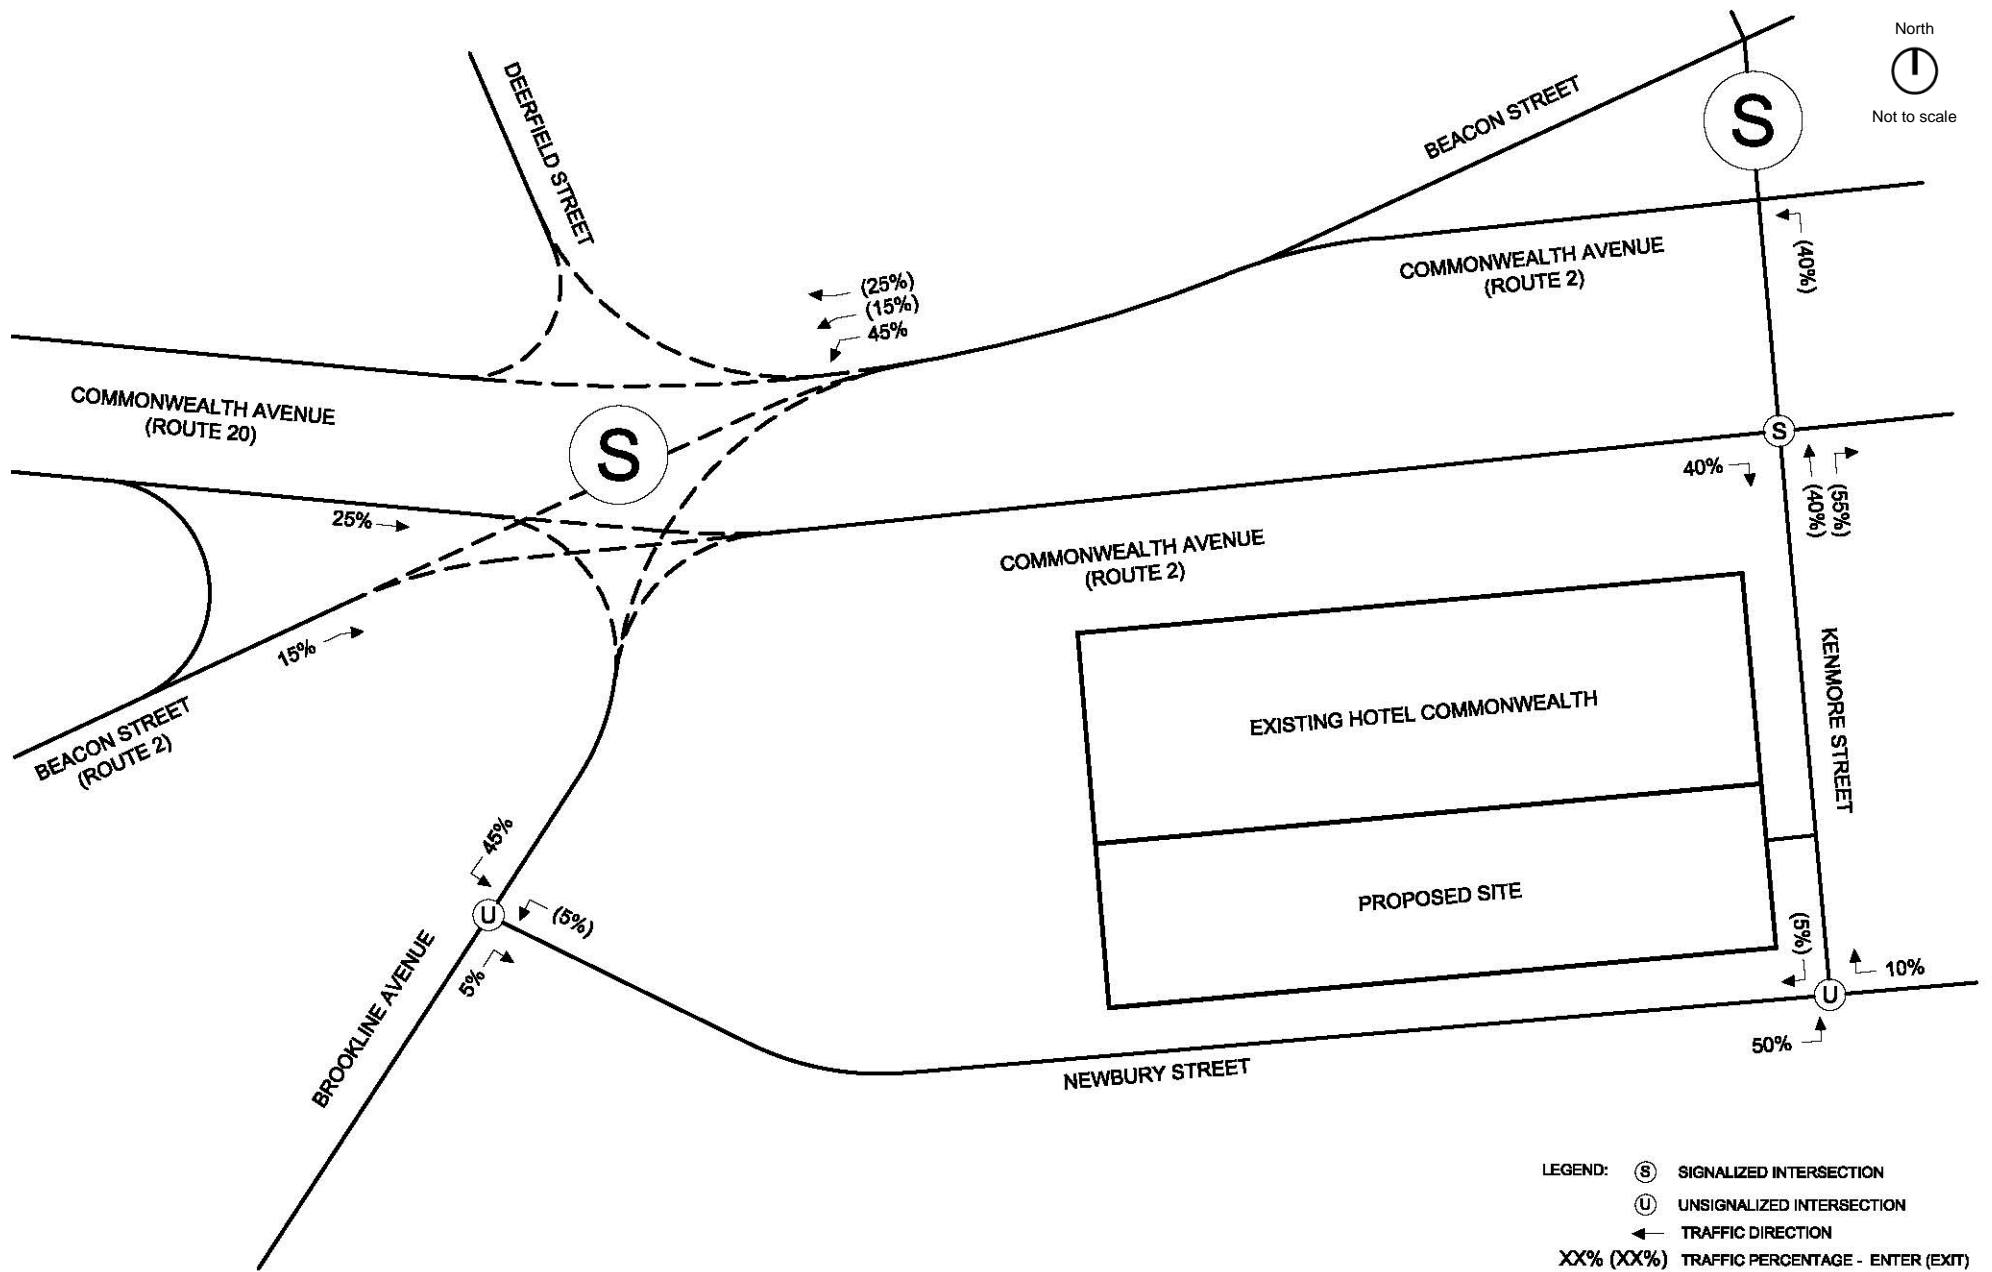 North
Not to scale
DEERFIELD STREET
BEACON STREET
S
(40%)
COMMONWEALTH AVENUE
(ROUTE 2)
(25%)
(15%)
45%
COMMONWEALTH AVENUE
(ROUTE 20)
S
S
40%
(40%)
(55%)
25%
COMMONWEALTH AVENUE
(ROUTE 2)
15%
BEACON STREET
(ROUTE 2)
KENMORE STREET
EXISTING HOTEL COMMONWEALTH
45%
PROPOSED SITE
U
(5%)
(5%)
5%
BROOKLINE AVENUE
10%
U
50%
NEWBURY STREET
LEGEND:
S SIGNALIZED INTERSECTION
U UNSIGNALIZED INTERSECTION
TRAFFIC DIRECTION
XX% (XX%) TRAFFIC PERCENTAGE - ENTER (EXIT)